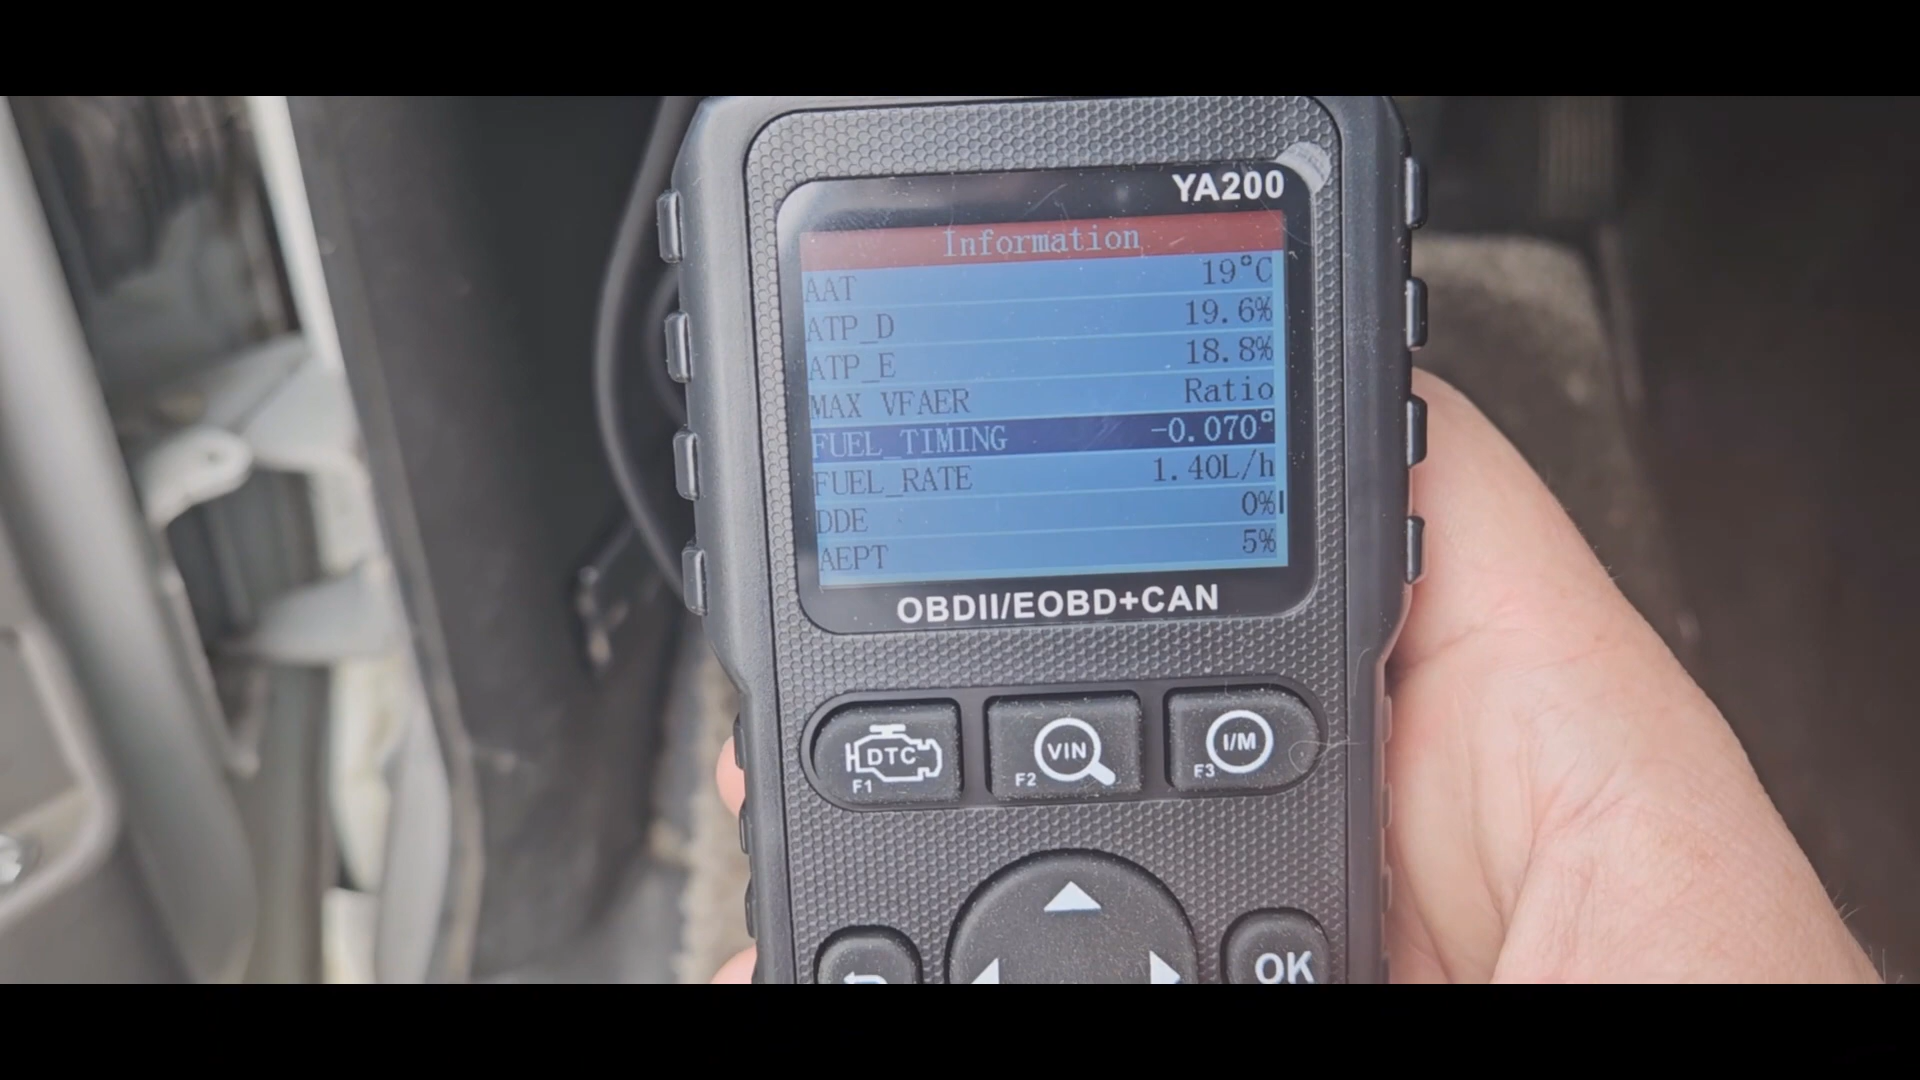 YA200
Information
AAT 19°C
ATP_D 19.6%
ATP_E 18.8%
MAX VFAER Ratio
FUEL_TIMING -0.070°
FUEL_RATE 1.40L/h
DDE 0%
AEPT 5%
OBDII/EOBD+CAN
DTC VIN I/M
F1 F2 F3
OK